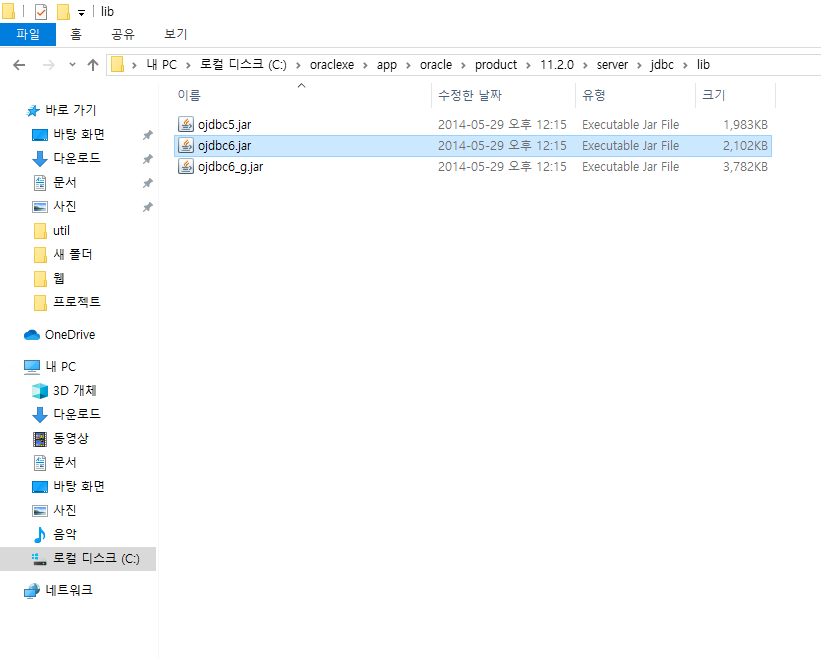 lib
파일 홈 공유 보기
내 PC 로컬 디스크 (C:) oraclexe app oracle product 11.2.0 server jdbc lib
이름 수정한 날짜 유형 크기
ojdbc5.jar 2014-05-29 오후 12:15 Executable Jar File 1,983KB
ojdbc6.jar 2014-05-29 오후 12:15 Executable Jar File 2,102KB
ojdbc6_g.jar 2014-05-29 오후 12:15 Executable Jar File 3,782KB
바로 가기
바탕 화면
다운로드
문서
사진
util
새 폴더
웹
프로젝트
OneDrive
내 PC
3D 개체
다운로드
동영상
문서
바탕 화면
사진
음악
로컬 디스크 (C:)
네트워크